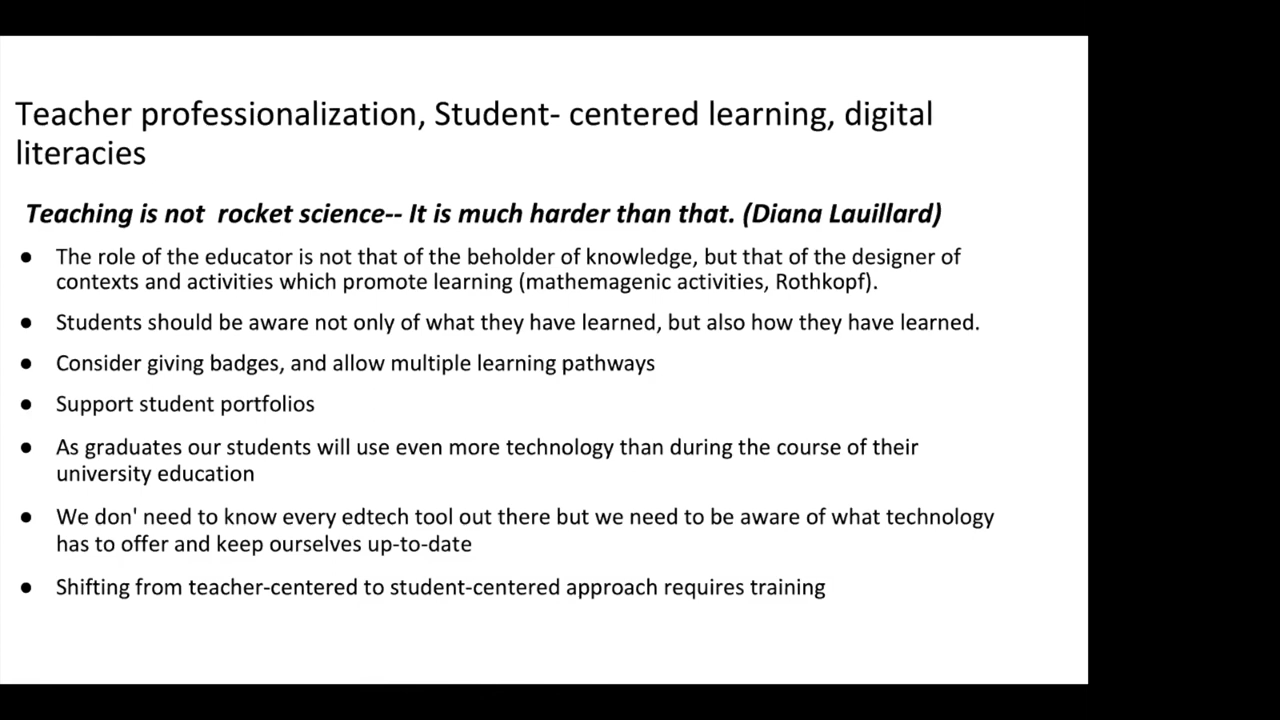 Teacher professionalization, Student- centered learning, digital
literacies
Teaching is not  rocket science-- It is much harder than that. (Diana Lauillard)
● The role of the educator is not that of the beholder of knowledge, but that of the designer of
contexts and activities which promote learning (mathemagenic activities, Rothkopf).
● Students should be aware not only of what they have learned, but also how they have learned.
● Consider giving badges, and allow multiple learning pathways
● Support student portfolios
● As graduates our students will use even more technology than during the course of their
university education
● We don' need to know every edtech tool out there but we need to be aware of what technology
has to offer and keep ourselves up-to-date
● Shifting from teacher-centered to student-centered approach requires training